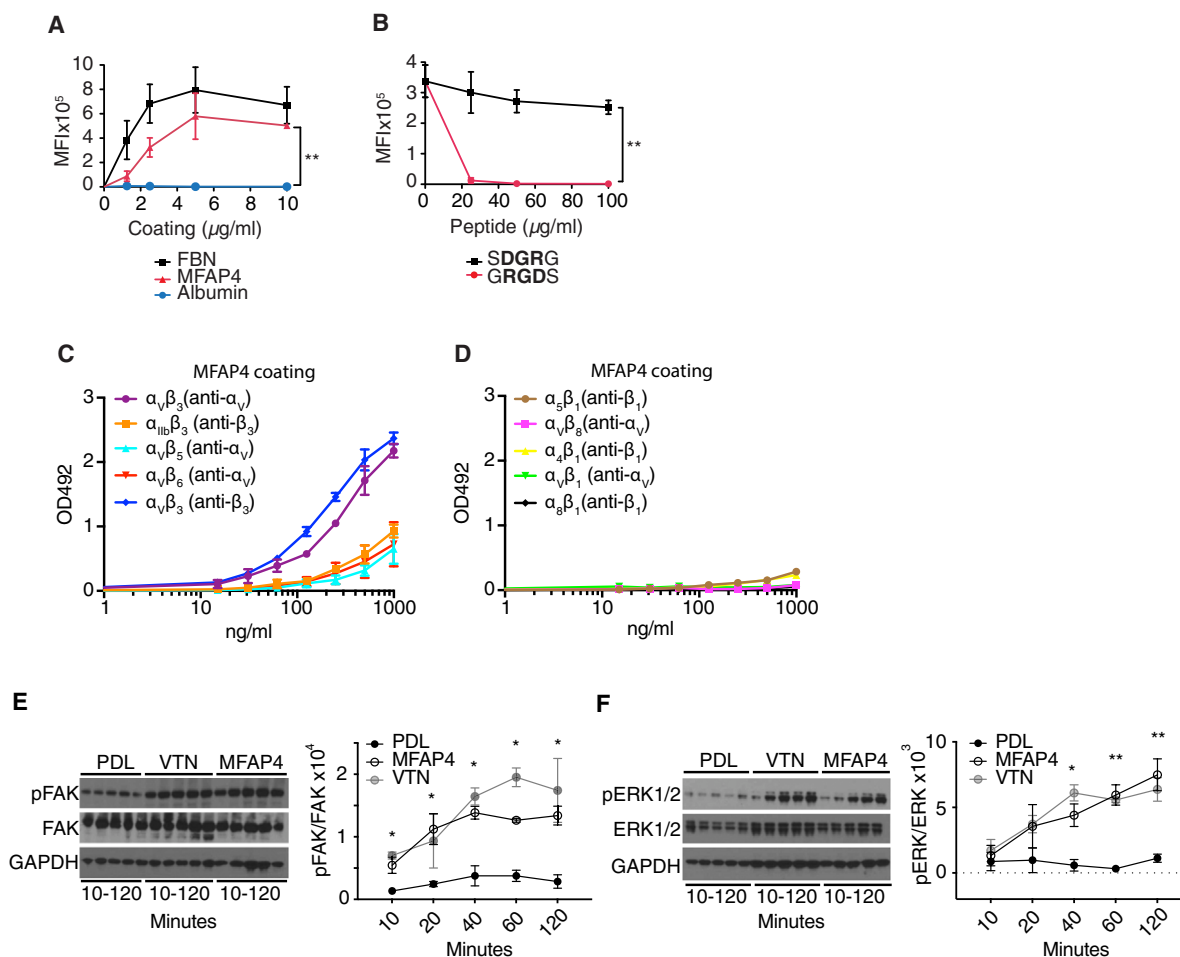 A
10
8
6
4
2
0
MFIx10⁵
0 2 4 6 8 10
Coating (µg/ml)
**
FBN
MFAP4
Albumin
B
4
3
2
1
0
MFIx10⁵
0 20 40 60 80 100
Peptide (µg/ml)
**
SDGRG
GRGDS
C
MFAP4 coating
αVβ3(anti-αV)
αIIbβ3 (anti-β3)
αVβ5 (anti-αV)
αVβ6 (anti-αV)
αVβ3 (anti-β3)
3
2
1
0
OD492
1 10 100 1000
ng/ml
D
MFAP4 coating
α5β1(anti-β1)
αVβ8(anti-αV)
α4β1(anti-β1)
αVβ1 (anti-αV)
α8β1(anti-β1)
3
2
1
0
OD492
1 10 100 1000
ng/ml
E
PDL VTN MFAP4
pFAK
FAK
GAPDH
10-120 10-120 10-120
Minutes
PDL
MFAP4
VTN
pFAK/FAK x10⁴
2
1
0
* * * * *
10 20 40 60 120
Minutes
F
PDL VTN MFAP4
pERK1/2
ERK1/2
GAPDH
10-120 10-120 10-120
Minutes
PDL
MFAP4
VTN
pERK/ERK x10³
10
5
0
* ** **
10 20 40 60 120
Minutes